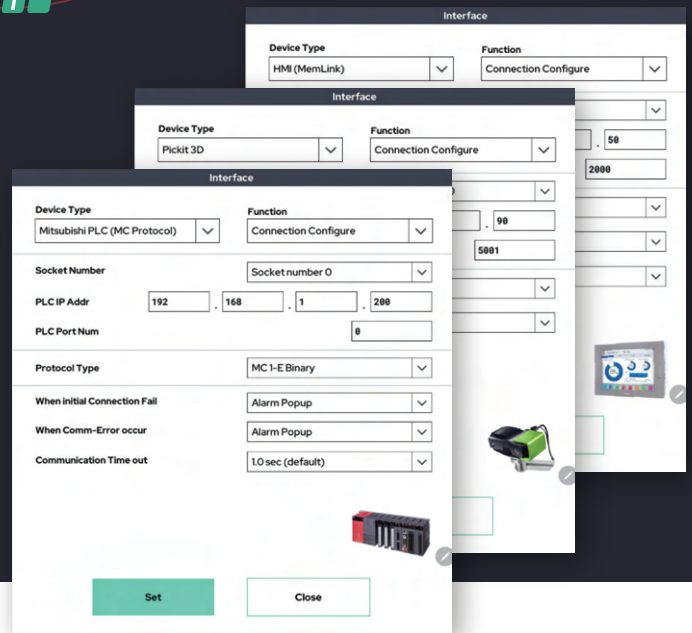 Interface
Device Type
Function
HMI (MemLink)
Connection Configure
. 50
2000
Interface
Device Type
Function
Pickit 3D
Connection Configure
. 90
5001
Interface
Device Type
Function
Mitsubishi PLC (MC Protocol)
Connection Configure
Socket Number
Socket number 0
PLC IP Addr
192 . 168 . 1 . 200
PLC Port Num
0
Protocol Type
MC 1-E Binary
When initial Connection Fail
Alarm Popup
When Comm-Error occur
Alarm Popup
Communication Time out
1.0 sec (default)
Set
Close